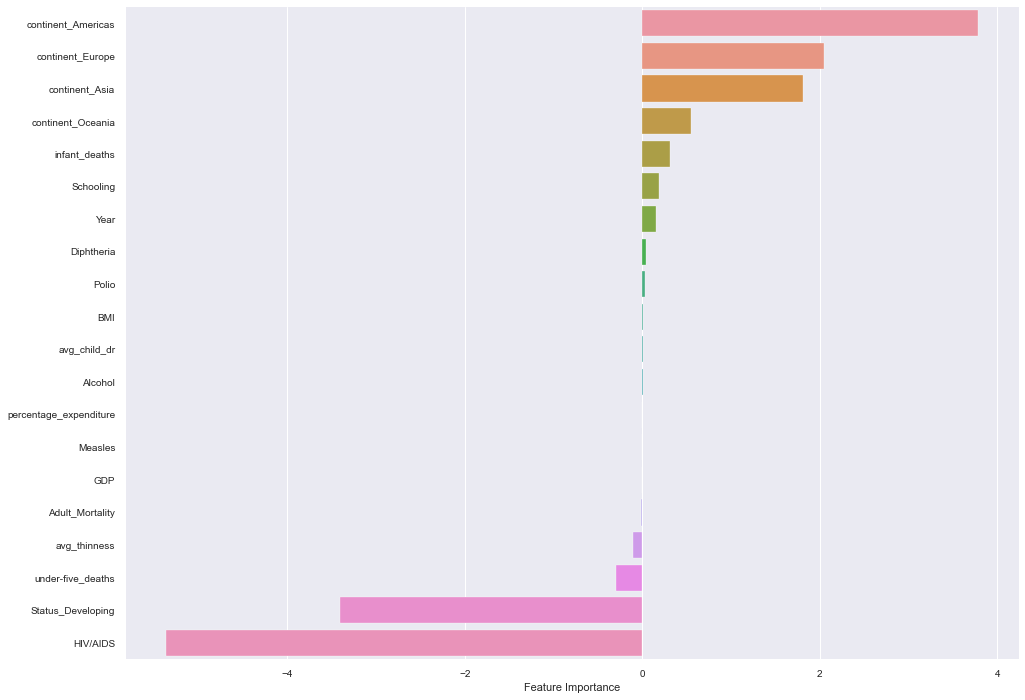 continent_Americas
continent_Europe
continent_Asia
continent_Oceania
infant_deaths
Schooling
Year
Diphtheria
Polio
BMI
avg_child_dr
Alcohol
percentage_expenditure
Measles
GDP
Adult_Mortality
avg_thinness
under-five_deaths
Status_Developing
HIV/AIDS
−4 −2 0 2 4
Feature Importance